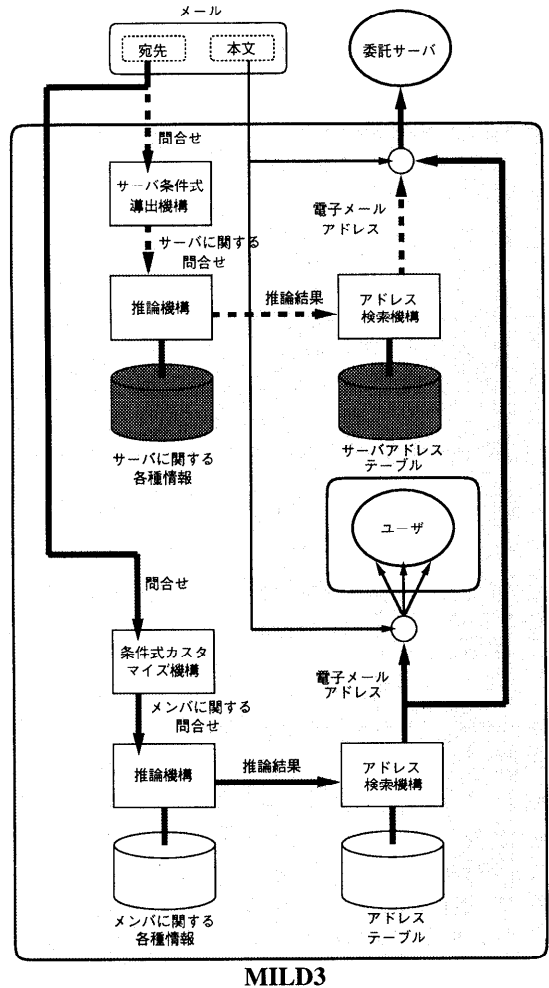 メール
宛先
本文
委託サーバ
問合せ
サーバ条件式
導出機構
電子メール
アドレス
サーバに関する
問合せ
推論機構
推論結果
アドレス
検索機構
サーバに関する
各種情報
サーバアドレス
テーブル
ユーザ
問合せ
条件式カスタ
マイズ機構
電子メール
アドレス
メンバに関する
問合せ
推論機構
推論結果
アドレス
検索機構
メンバに関する
各種情報
アドレス
テーブル
MILD3